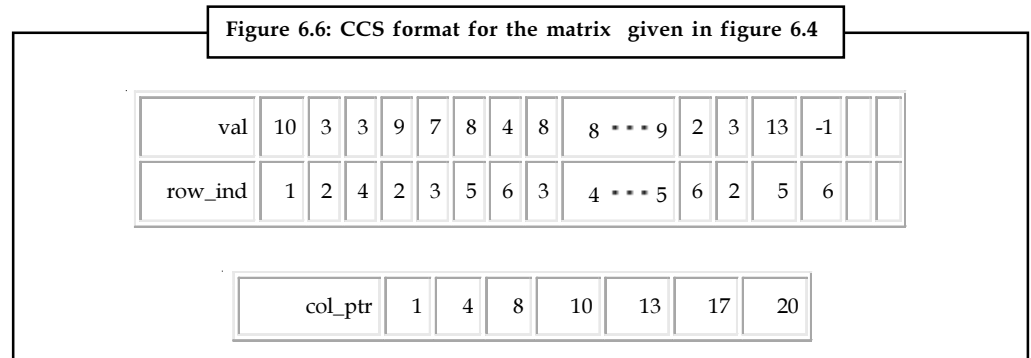 Figure 6.6: CCS format for the matrix given in figure 6.4
val 10 3 3 9 7 8 4 8 8 ··· 9 2 3 13 -1
row_ind 1 2 4 2 3 5 6 3 4 ··· 5 6 2 5 6
col_ptr 1 4 8 10 13 17 20